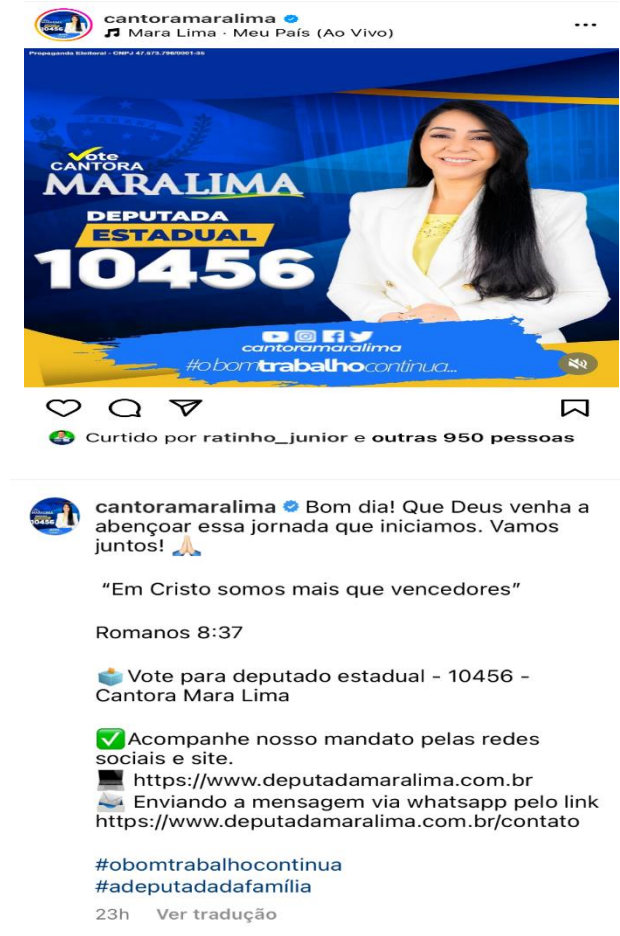 cantoramaralima
Mara Lima · Meu País (Ao Vivo)
Propaganda Eleitoral - CNPJ 47.673.786/0001-35
Vote
CANTORA
MARA LIMA
DEPUTADA
ESTADUAL
10456
cantoramaralima
#obomtrabalhocontinua...
Curtido por ratinho_junior e outras 950 pessoas
cantoramaralima Bom dia! Que Deus venha a
abençoar essa jornada que iniciamos. Vamos
juntos! 🙏🏻
“Em Cristo somos mais que vencedores”
Romanos 8:37
🗳️ Vote para deputado estadual - 10456 -
Cantora Mara Lima
✅Acompanhe nosso mandato pelas redes
sociais e site.
💻 https://www.deputadamaralima.com.br
📨 Enviando a mensagem via whatsapp pelo link
https://www.deputadamaralima.com.br/contato
#obomtrabalhocontinua
#adeputadadafamília
23h Ver tradução